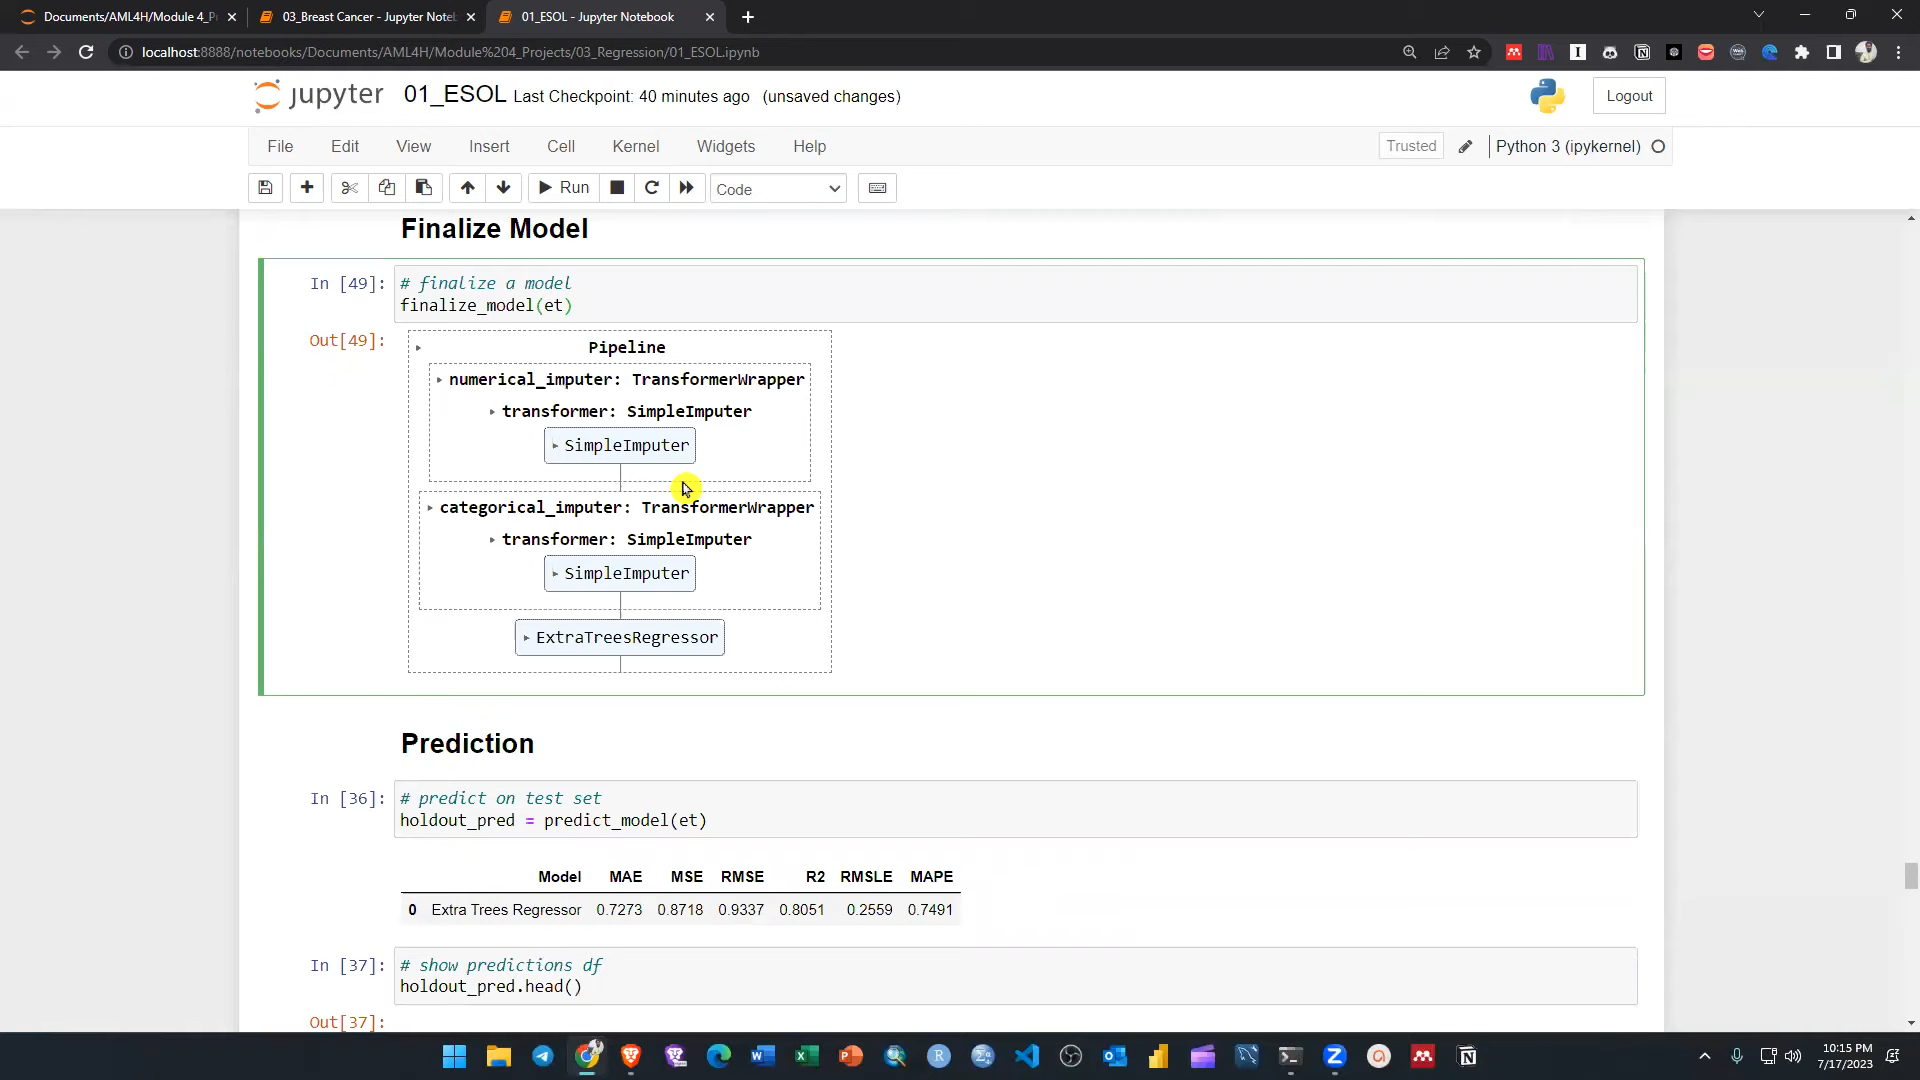 Documents/AML4H/Module 4_P
03_Breast Cancer - Jupyter Note
01_ESOL - Jupyter Notebook
localhost:8888/notebooks/Documents/AML4H/Module%204_Projects/03_Regression/01_ESOL.ipynb
jupyter 01_ESOL Last Checkpoint: 40 minutes ago (unsaved changes)
Logout
File Edit View Insert Cell Kernel Widgets Help
Trusted
Python 3 (ipykernel)
Run
Code
Finalize Model
In [49]: # finalize a model
finalize_model(et)
Out[49]:
Pipeline
numerical_imputer: TransformerWrapper
transformer: SimpleImputer
SimpleImputer
categorical_imputer: TransformerWrapper
transformer: SimpleImputer
SimpleImputer
ExtraTreesRegressor
Prediction
In [36]: # predict on test set
holdout_pred = predict_model(et)
Model MAE MSE RMSE R2 RMSLE MAPE
0 Extra Trees Regressor 0.7273 0.8718 0.9337 0.8051 0.2559 0.7491
In [37]: # show predictions df
holdout_pred.head()
Out[37]:
10:15 PM
7/17/2023